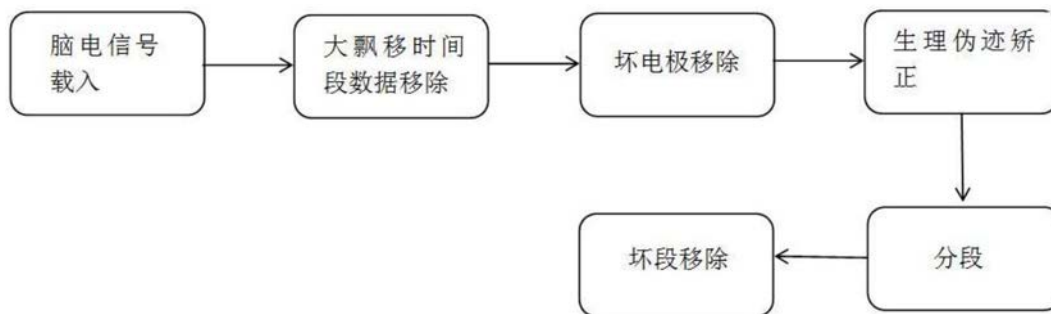 脑电信号
载入
大飘移时间
段数据移除
坏电极移除
生理伪迹矫
正
分段
坏段移除